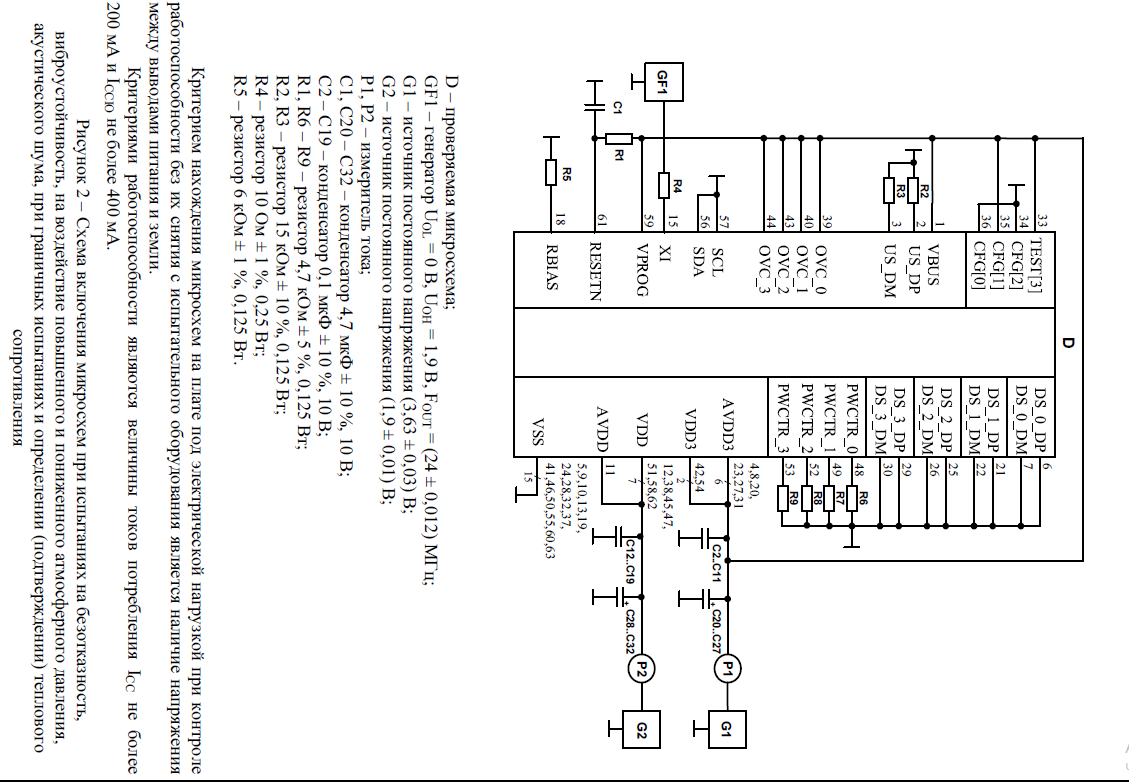 D
33 TEST[3]
34 CFG[2]
35 CFG[1]
36 CFG[0]
1 VBUS
R2 2 US_DP
R3 3 US_DM
39 OVC_0
40 OVC_1
43 OVC_2
44 OVC_3
57 SCL
56 SDA
GF1
R4 15 XI
59 VPROG
R1
C1
61 RESETN
R5 18 RBIAS
DS_0_DP 6
DS_0_DM 7
DS_1_DP 21
DS_1_DM 22
DS_2_DP 25
DS_2_DM 26
DS_3_DP 29
DS_3_DM 30
PWCTR_0 48 R6
PWCTR_1 49 R7
PWCTR_2 52 R8
PWCTR_3 53 R9
4,8,20,
23,27,31
AVDD3 6
C2..C11
+ C20..C27
P1
G1
42,54
VDD3 2
12,38,45,47,
51,58,62
VDD 7
C12..C19
+ C28..C32
P2
G2
AVDD 11
5,9,10,13,19,
24,28,32,37,
41,46,50,55,60,63
VSS 15
D – проверяемая микросхема;
GF1 – генератор UOL = 0 В, UOH = 1,9 В, FOUT = (24 ± 0,012) МГц;
G1 – источник постоянного напряжения (3,63 ± 0,03) В;
G2 – источник постоянного напряжения (1,9 ± 0,01) В;
P1, P2 – измеритель тока;
C1, C20 – C32 – конденсатор 4,7 мкФ ± 10 %, 10 В;
C2 – C19 – конденсатор 0,1 мкФ ± 10 %, 10 В;
R1, R6 – R9 – резистор 4,7 кОм ± 5 %, 0,125 Вт;
R2, R3 – резистор 15 кОм ± 10 %, 0,125 Вт;
R4 – резистор 10 Ом ± 1 %, 0,25 Вт;
R5 – резистор 6 кОм ± 1 %, 0,125 Вт.
Критерием нахождения микросхем на плате под электрической нагрузкой при контроле
работоспособности без их снятия с испытательного оборудования является наличие напряжения
между выводами питания и земли.
Критериями работоспособности являются величины токов потребления ICC не более
200 мА и ICCIO не более 400 мА.
Рисунок 2 – Схема включения микросхем при испытаниях на безотказность,
виброустойчивость, на воздействие повышенного и пониженного атмосферного давления,
акустического шума, при граничных испытаниях и определении (подтверждении) теплового
сопротивления